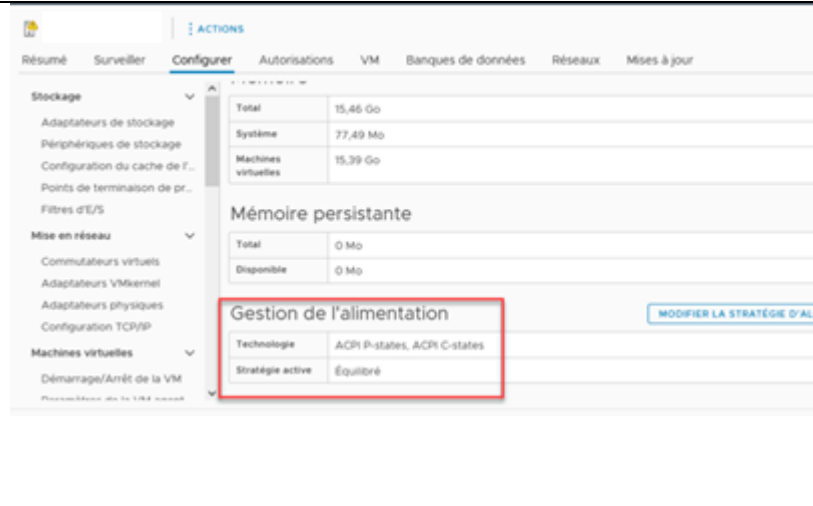 ACTIONS
Résumé Surveiller Configurer Autorisations VM Banques de données Réseaux Mises à jour
Stockage
Adaptateurs de stockage
Périphériques de stockage
Configuration du cache de l'...
Points de terminaison de pr...
Filtres d'E/S
Mise en réseau
Commutateurs virtuels
Adaptateurs VMkernel
Adaptateurs physiques
Configuration TCP/IP
Machines virtuelles
Démarrage/Arrêt de la VM
Total 15,46 Go
Système 77,49 Mo
Machines virtuelles 15,39 Go
Mémoire persistante
Total 0 Mo
Disponible 0 Mo
Gestion de l'alimentation
MODIFIER LA STRATÉGIE D'AL
Technologie ACPI P-states, ACPI C-states
Stratégie active Équilibré